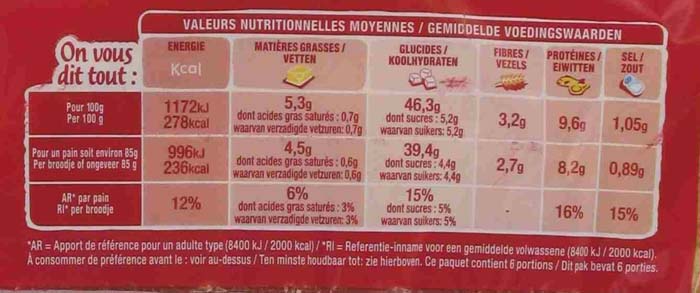 VALEURS NUTRITIONNELLES MOYENNES / GEMIDDELDE VOEDINGSWAARDEN
On vous
dit tout :
ENERGIE
Kcal
MATIÈRES GRASSES /
VETTEN
GLUCIDES /
KOOLHYDRATEN
FIBRES /
VEZELS
PROTÉINES /
EIWITTEN
SEL /
ZOUT
Pour 100g
Per 100 g
1172kJ
278kcal
5,3g
dont acides gras saturés : 0,7g
waarvan verzadigde vetzuren: 0,7g
46,3g
dont sucres : 5,2g
waarvan suikers: 5,2g
3,2g
9,6g
1,05g
Pour un pain soit environ 85g
Per broodje of ongeveer 85 g
996kJ
236kcal
4,5g
dont acides gras saturés : 0,6g
waarvan verzadigde vetzuren: 0,6g
39,4g
dont sucres : 4,4g
waarvan suikers: 4,4g
2,7g
8,2g
0,89g
AR* par pain
RI* per broodje
12%
6%
dont acides gras saturés : 3%
waarvan verzadigde vetzuren: 3%
15%
dont sucres : 5%
waarvan suikers: 5%
-
16%
15%
*AR = Apport de référence pour un adulte type (8400 kJ / 2000 kcal) / *RI = Referentie-inname voor een gemiddelde volwassene (8400 kJ / 2000 kcal).
À consommer de préférence avant le : voir au-dessus / Ten minste houdbaar tot: zie hierboven. Ce paquet contient 6 portions / Dit pak bevat 6 porties.